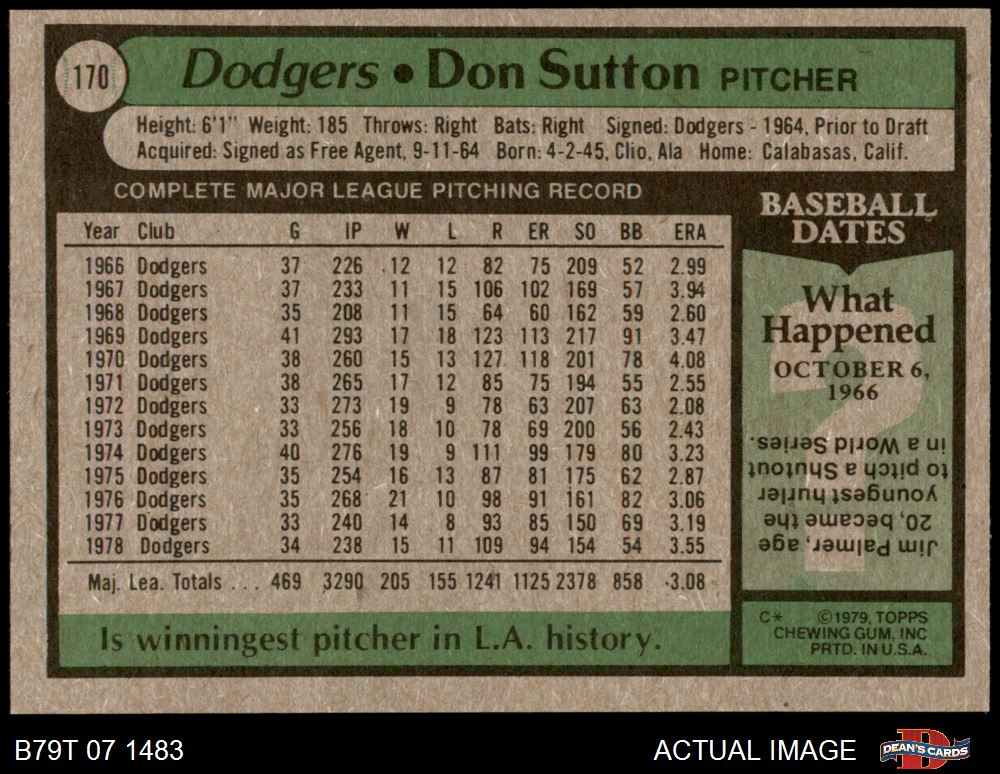 170 Dodgers • Don Sutton PITCHER
Height: 6'1" Weight: 185 Throws: Right Bats: Right Signed: Dodgers - 1964, Prior to Draft
Acquired: Signed as Free Agent, 9-11-64 Born: 4-2-45, Clio, Ala Home: Calabasas, Calif.
COMPLETE MAJOR LEAGUE PITCHING RECORD
Year Club G IP W L R ER SO BB ERA
1966 Dodgers 37 226 12 12 82 75 209 52 2.99
1967 Dodgers 37 233 11 15 106 102 169 57 3.94
1968 Dodgers 35 208 11 15 64 60 162 59 2.60
1969 Dodgers 41 293 17 18 123 113 217 91 3.47
1970 Dodgers 38 260 15 13 127 118 201 78 4.08
1971 Dodgers 38 265 17 12 85 75 194 55 2.55
1972 Dodgers 33 273 19 9 78 63 207 63 2.08
1973 Dodgers 33 256 18 10 78 69 200 56 2.43
1974 Dodgers 40 276 19 9 111 99 179 80 3.23
1975 Dodgers 35 254 16 13 87 81 175 62 2.87
1976 Dodgers 35 268 21 10 98 91 161 82 3.06
1977 Dodgers 33 240 14 8 93 85 150 69 3.19
1978 Dodgers 34 238 15 11 109 94 154 54 3.55
Maj. Lea. Totals . . . 469 3290 205 155 1241 1125 2378 858 3.08
Is winningest pitcher in L.A. history.
BASEBALL
DATES
What
Happened
OCTOBER 6,
1966
?
Jim Palmer, age
20, became the
youngest hurler
to pitch a Shutout
in a World Series.
C* ©1979, TOPPS
CHEWING GUM, INC
PRTD. IN U.S.A.
B79T 07 1483
ACTUAL IMAGE
D
DEAN'S CARDS